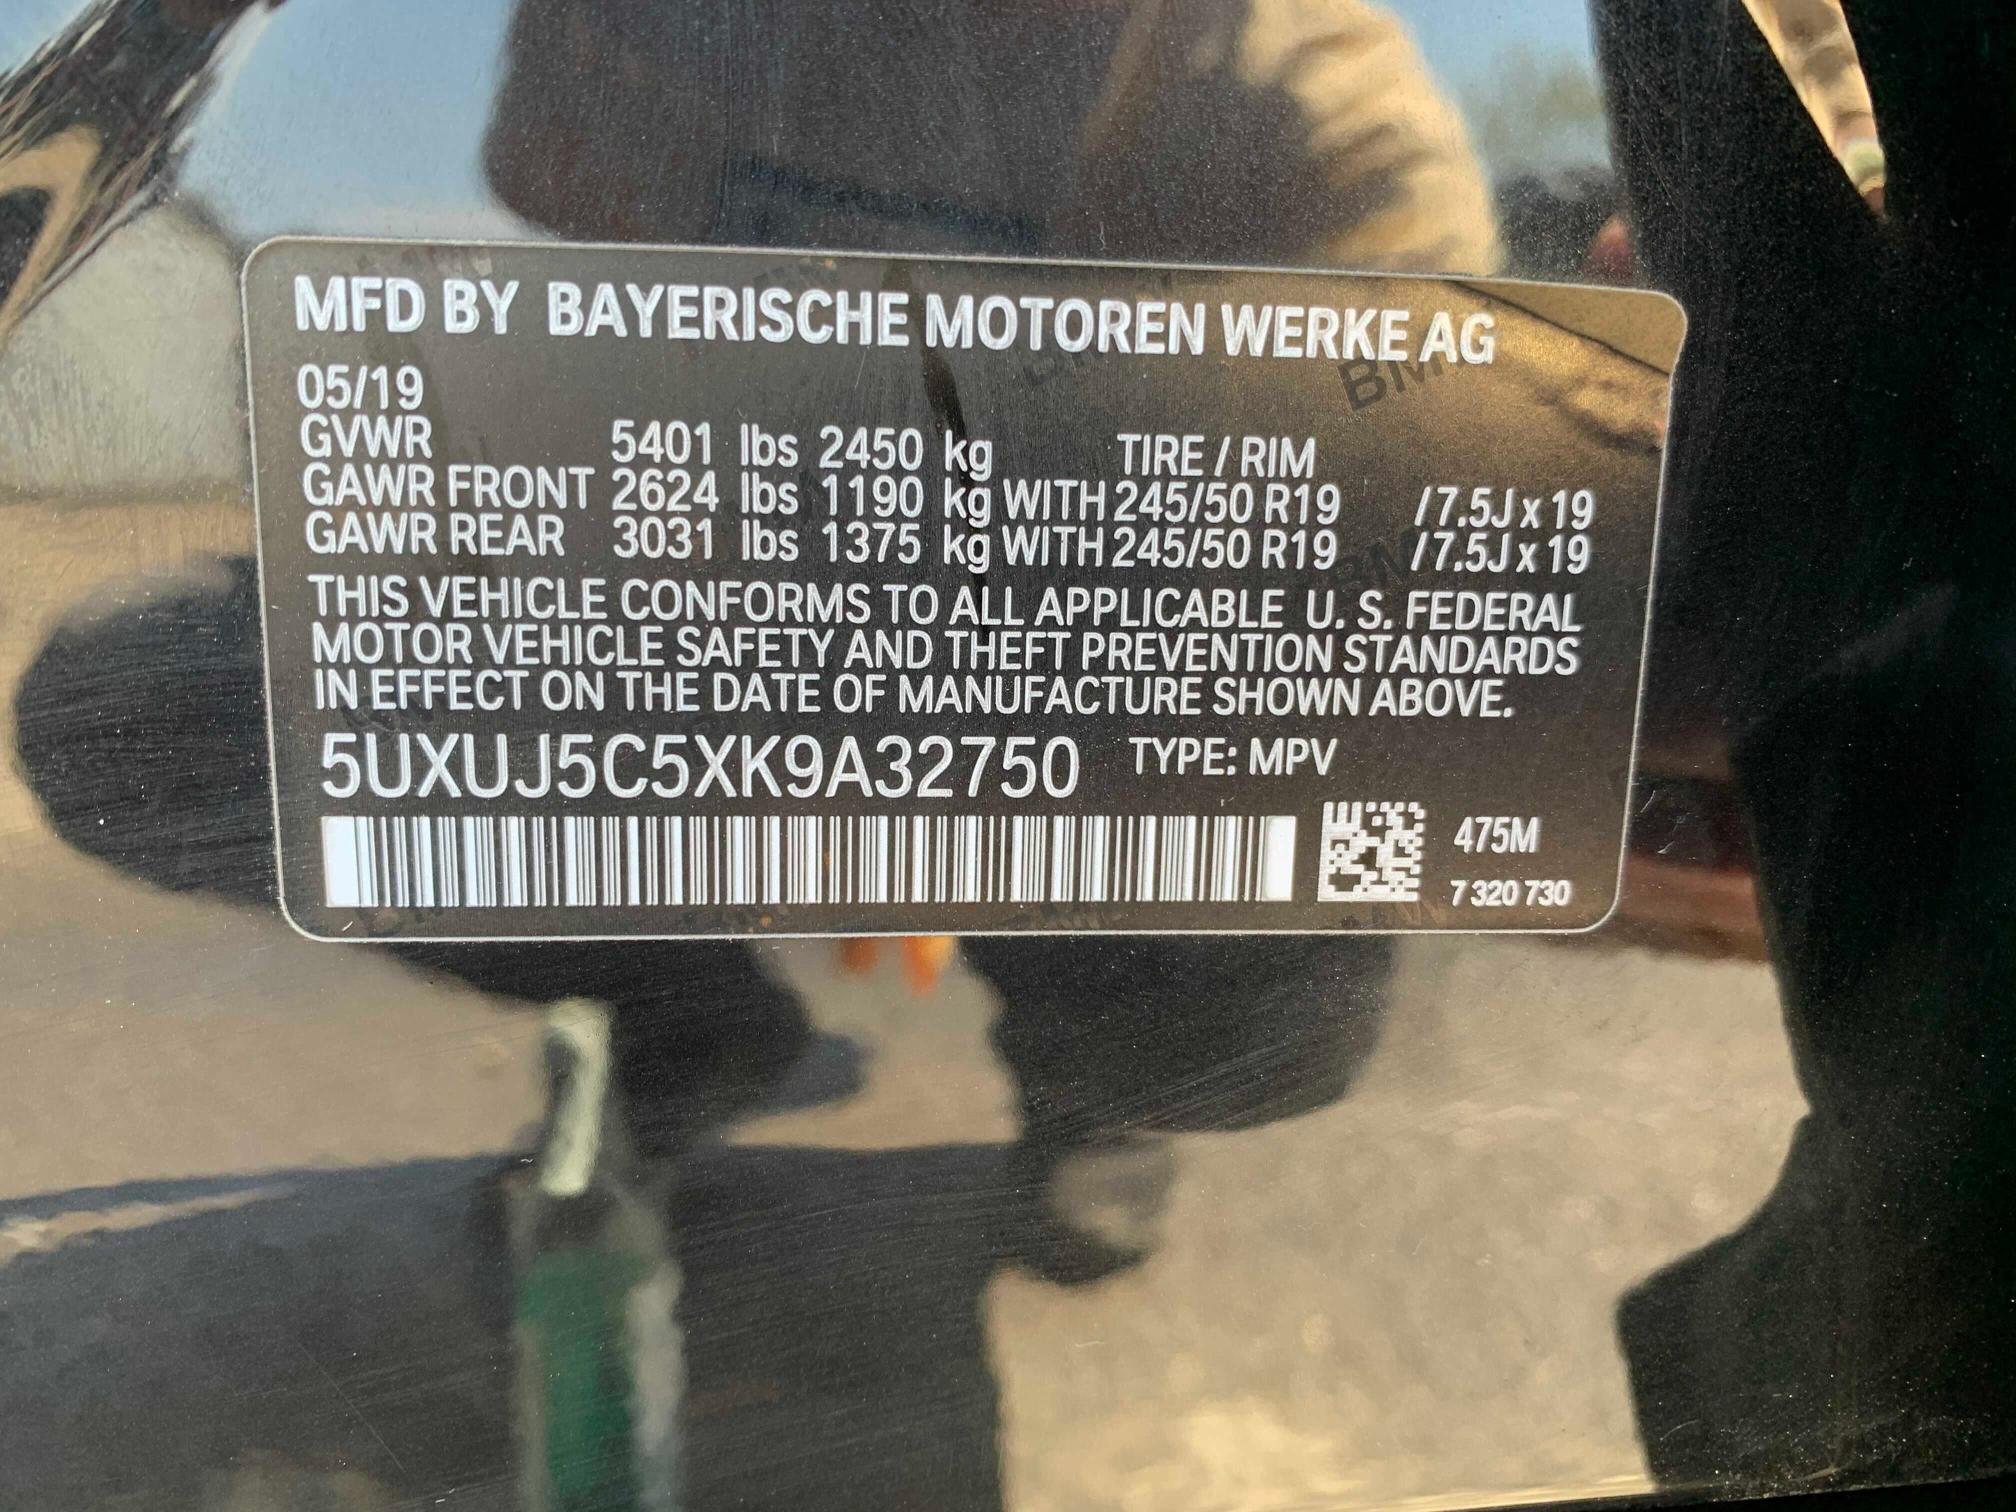 MFD BY BAYERISCHE MOTOREN WERKE AG
05/19
GVWR 5401 lbs 2450 kg TIRE / RIM
GAWR FRONT 2624 lbs 1190 kg WITH 245/50 R19 /7.5J x 19
GAWR REAR 3031 lbs 1375 kg WITH 245/50 R19 /7.5J x 19
THIS VEHICLE CONFORMS TO ALL APPLICABLE U. S. FEDERAL
MOTOR VEHICLE SAFETY AND THEFT PREVENTION STANDARDS
IN EFFECT ON THE DATE OF MANUFACTURE SHOWN ABOVE.
5UXUJ5C5XK9A32750 TYPE: MPV
475M
7 320 730